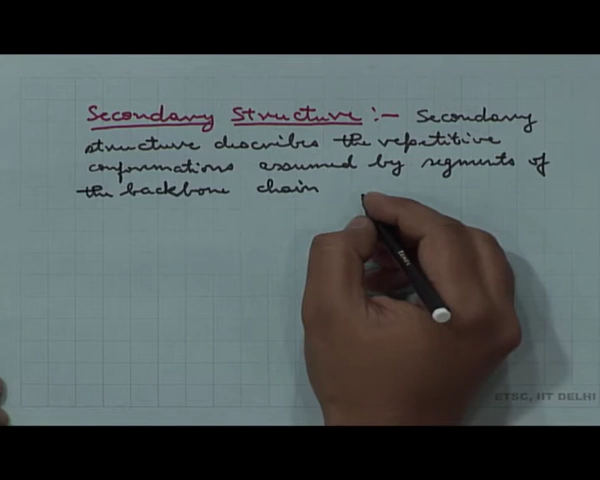 Secondary Structure :- Secondary
structure describes the repetitive
conformations assumed by segments of
the backbone chain
ETSC, IIT DELHI